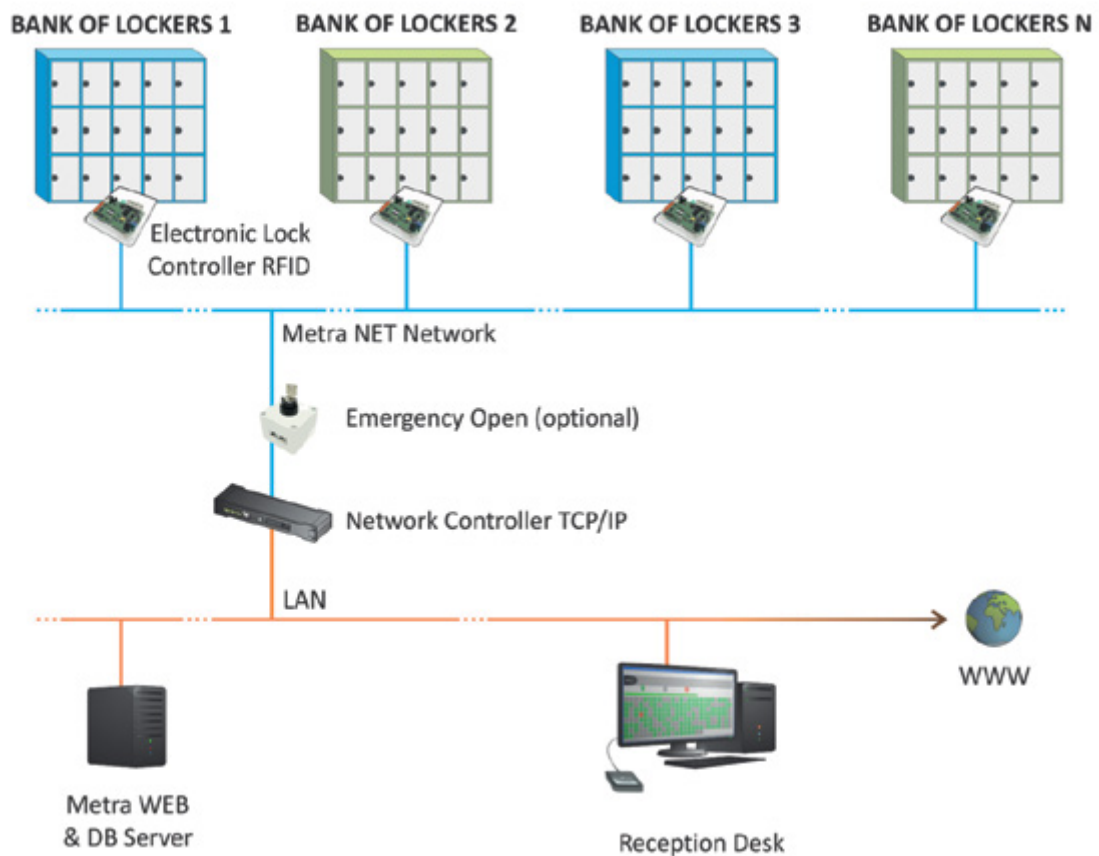 BANK OF LOCKERS 1
BANK OF LOCKERS 2
BANK OF LOCKERS 3
BANK OF LOCKERS N
Electronic Lock
Controller RFID
Metra NET Network
Emergency Open (optional)
Network Controller TCP/IP
LAN
WWW
Metra WEB
& DB Server
Reception Desk